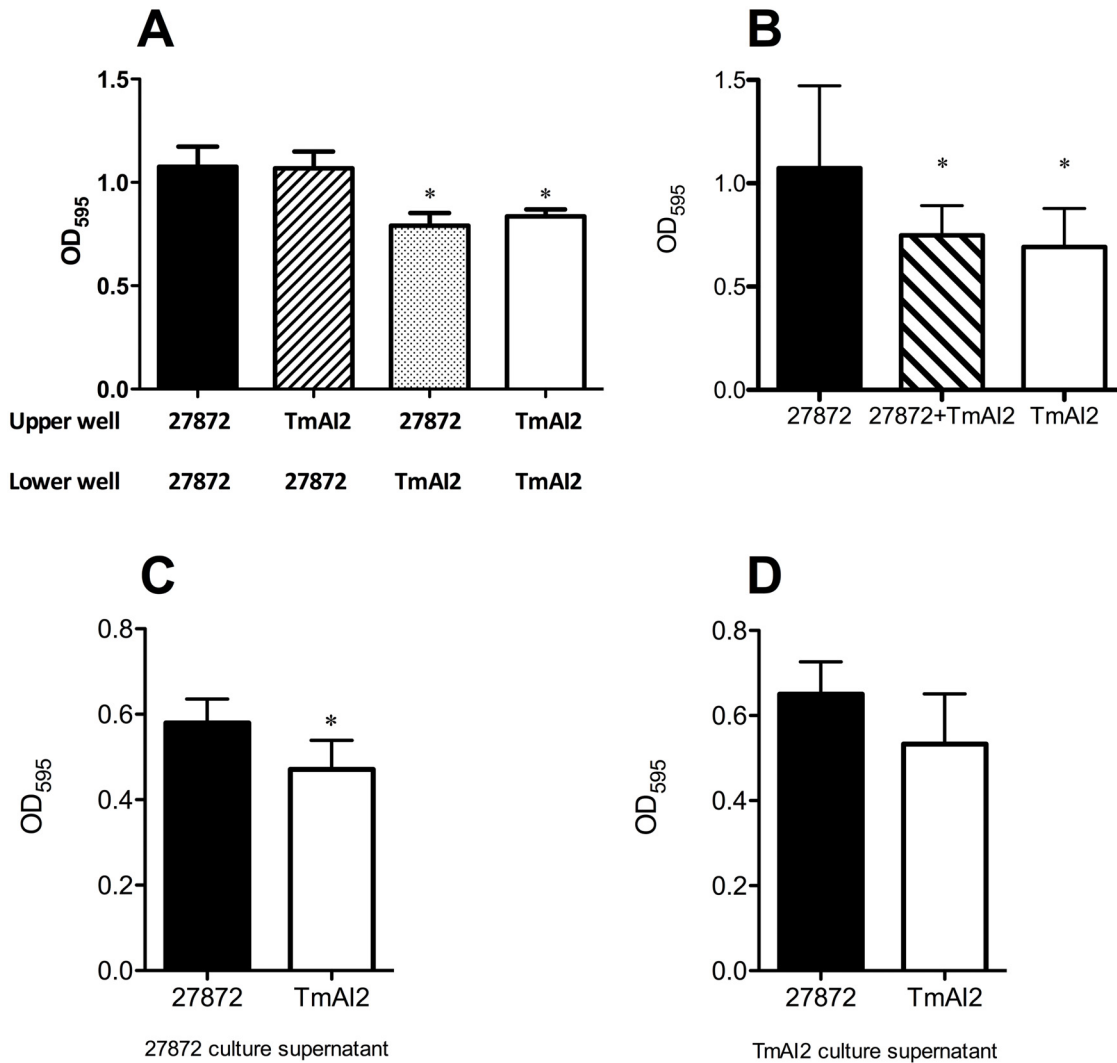 A
1.5
1.0
0.5
0.0
OD595
*
*
Upper well 27872 TmAI2 27872 TmAI2
Lower well 27872 27872 TmAI2 TmAI2
B
1.5
1.0
0.5
0.0
OD595
*
*
27872 27872+TmAI2 TmAI2
C
0.8
0.6
0.4
0.2
0.0
OD595
*
27872 TmAI2
27872 culture supernatant
D
0.8
0.6
0.4
0.2
0.0
OD595
27872 TmAI2
TmAI2 culture supernatant